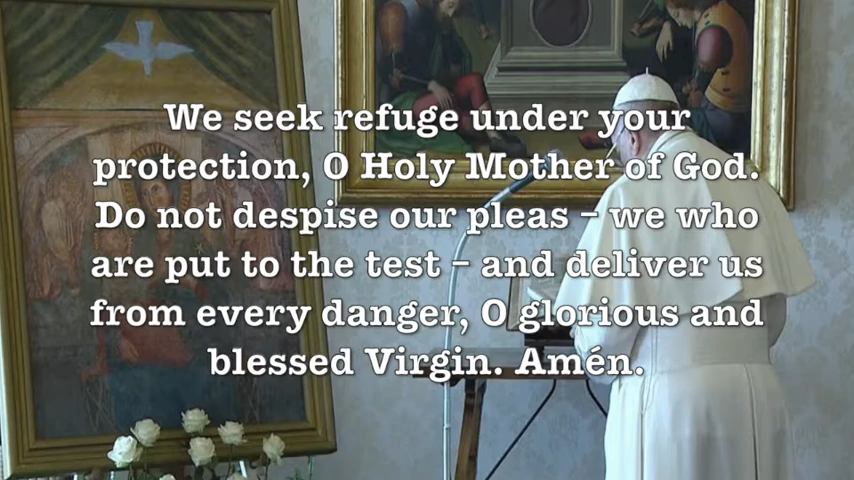 We seek refuge under your
protection, O Holy Mother of God.
Do not despise our pleas – we who
are put to the test – and deliver us
from every danger, O glorious and
blessed Virgin. Amén.